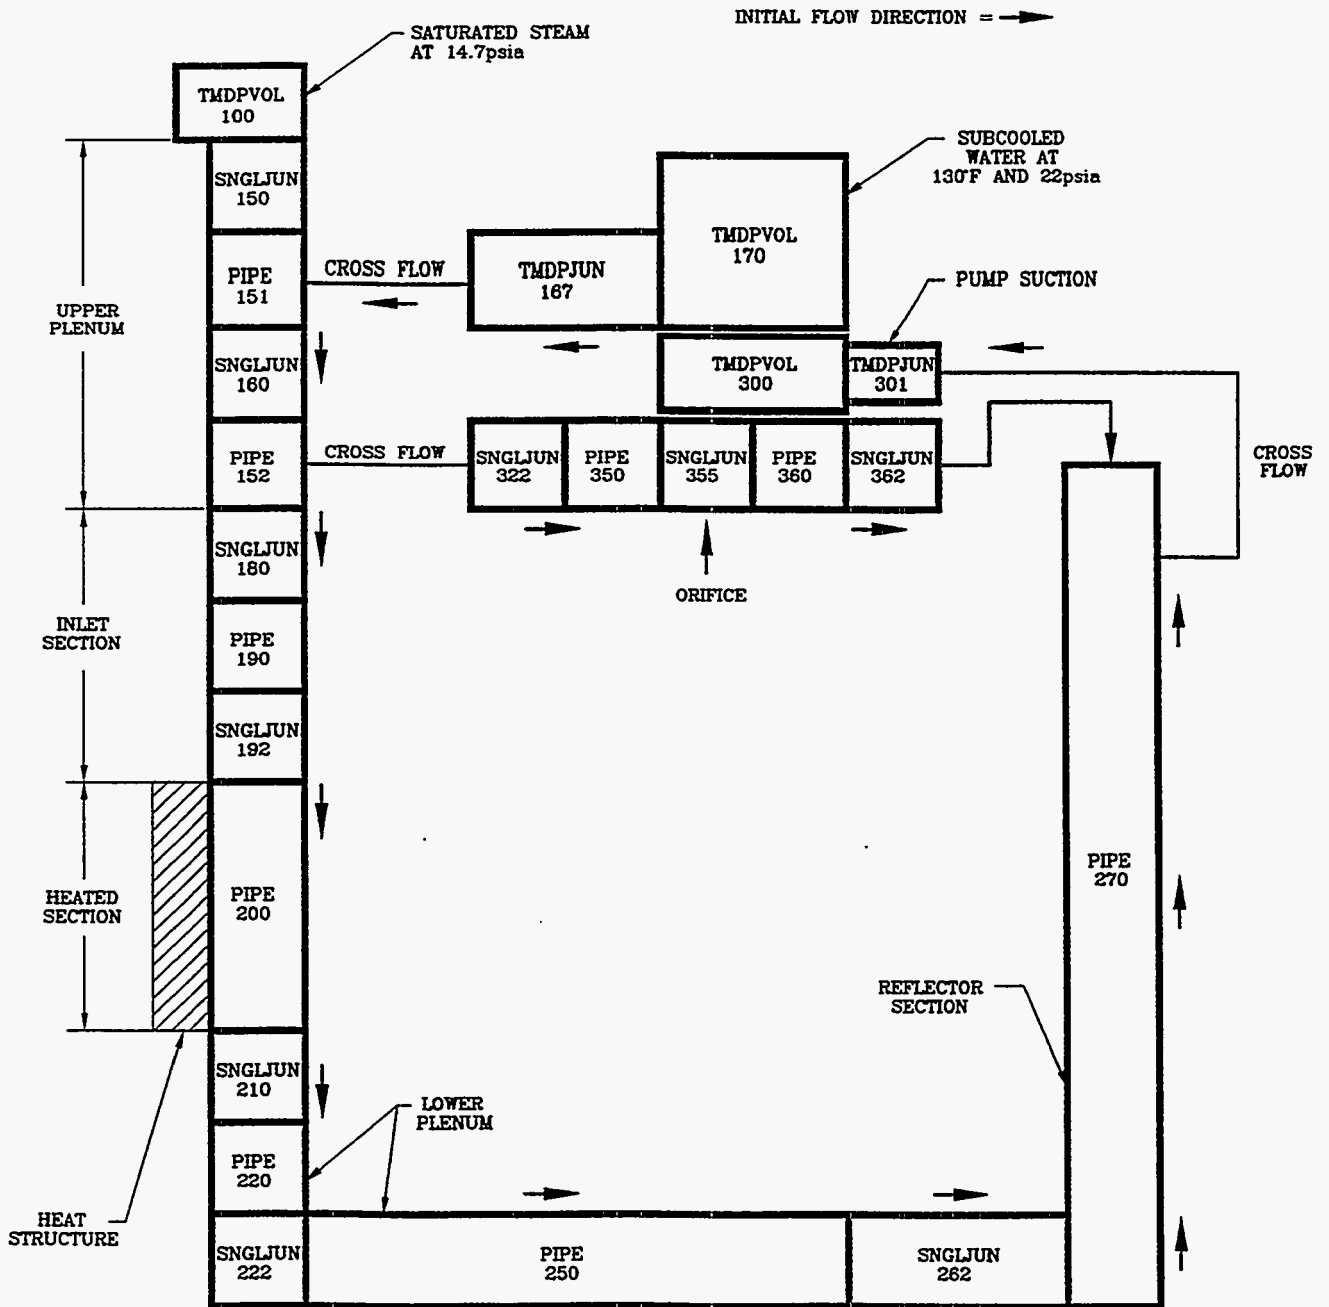 INITIAL FLOW DIRECTION =
SATURATED STEAM
AT 14.7psia
TMDPVOL
100
SNGLJUN
150
SUBCOOLED
WATER AT
130°F AND 22psia
TMDPVOL
170
PIPE
151
CROSS FLOW
TMDPJUN
167
PUMP SUCTION
UPPER
PLENUM
SNGLJUN
160
TMDPVOL
300
TMDPJUN
301
PIPE
152
CROSS FLOW
SNGLJUN
322
PIPE
350
SNGLJUN
355
PIPE
360
SNGLJUN
362
CROSS
FLOW
SNGLJUN
180
ORIFICE
INLET
SECTION
PIPE
190
SNGLJUN
192
HEATED
SECTION
PIPE
200
PIPE
270
REFLECTOR
SECTION
SNGLJUN
210
LOWER
PLENUM
PIPE
220
HEAT
STRUCTURE
SNGLJUN
222
PIPE
250
SNGLJUN
262